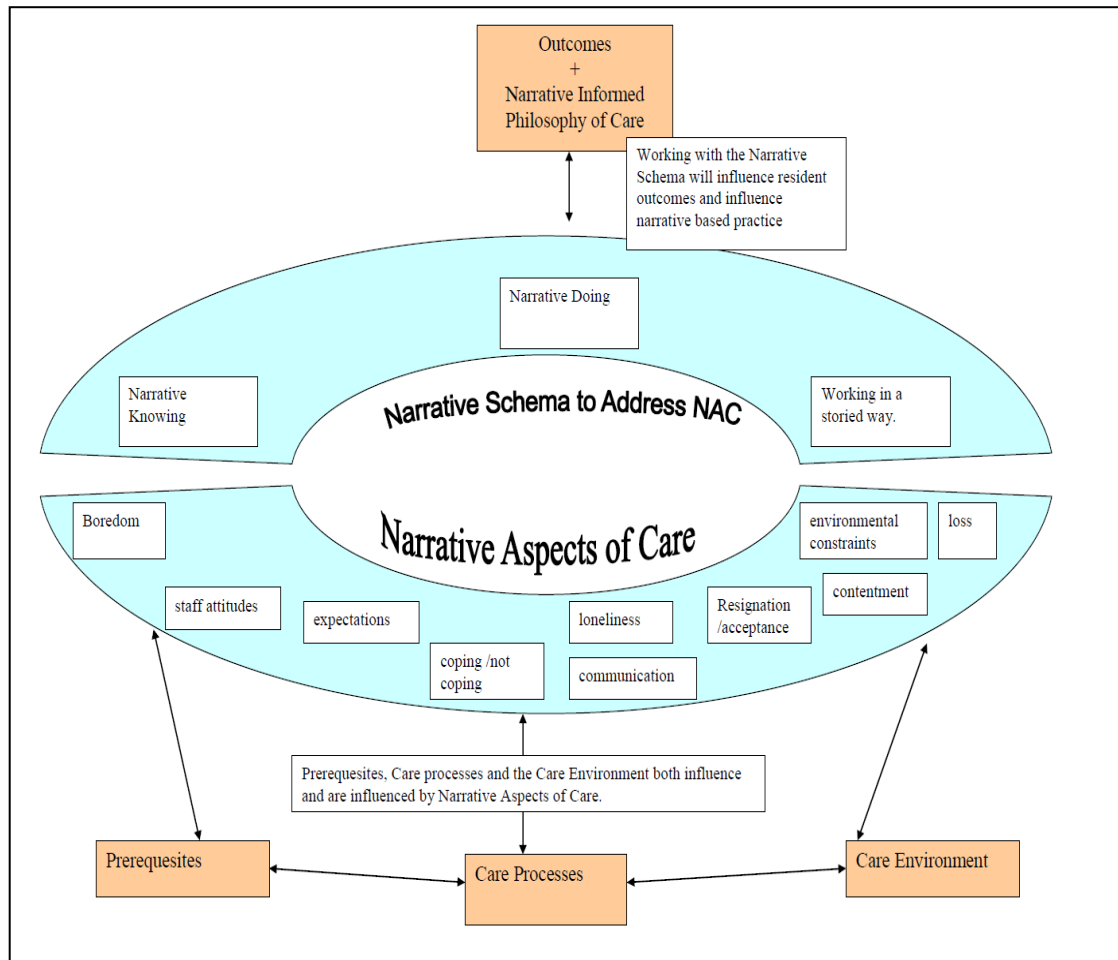 Outcomes
+
Narrative Informed
Philosophy of Care
Working with the Narrative
Schema will influence resident
outcomes and influence
narrative based practice
Narrative Doing
Narrative
Knowing
Working in a
storied way.
Narrative Schema to Address NAC
Narrative Aspects of Care
Boredom
environmental
constraints
loss
staff attitudes
expectations
coping /not
coping
loneliness
communication
Resignation
/acceptance
contentment
Prerequesites, Care processes and the Care Environment both influence
and are influenced by Narrative Aspects of Care.
Prerequesites
Care Processes
Care Environment